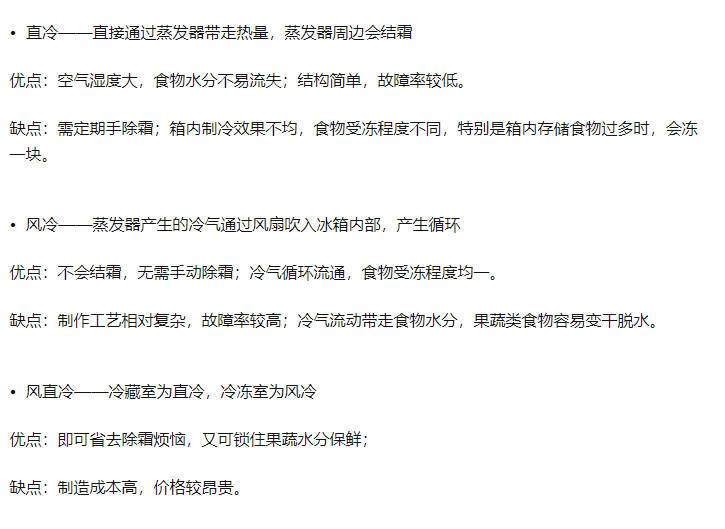 • 直冷——直接通过蒸发器带走热量，蒸发器周边会结霜
优点：空气湿度大，食物水分不易流失；结构简单，故障率较低。
缺点：需定期手除霜；箱内制冷效果不均，食物受冻程度不同，特别是箱内存储食物过多时，会冻
一块。
• 风冷——蒸发器产生的冷气通过风扇吹入冰箱内部，产生循环
优点：不会结霜，无需手动除霜；冷气循环流通，食物受冻程度均一。
缺点：制作工艺相对复杂，故障率较高；冷气流动带走食物水分，果蔬类食物容易变干脱水。
• 风直冷——冷藏室为直冷，冷冻室为风冷
优点：即可省去除霜烦恼，又可锁住果蔬水分保鲜；
缺点：制造成本高，价格较昂贵。